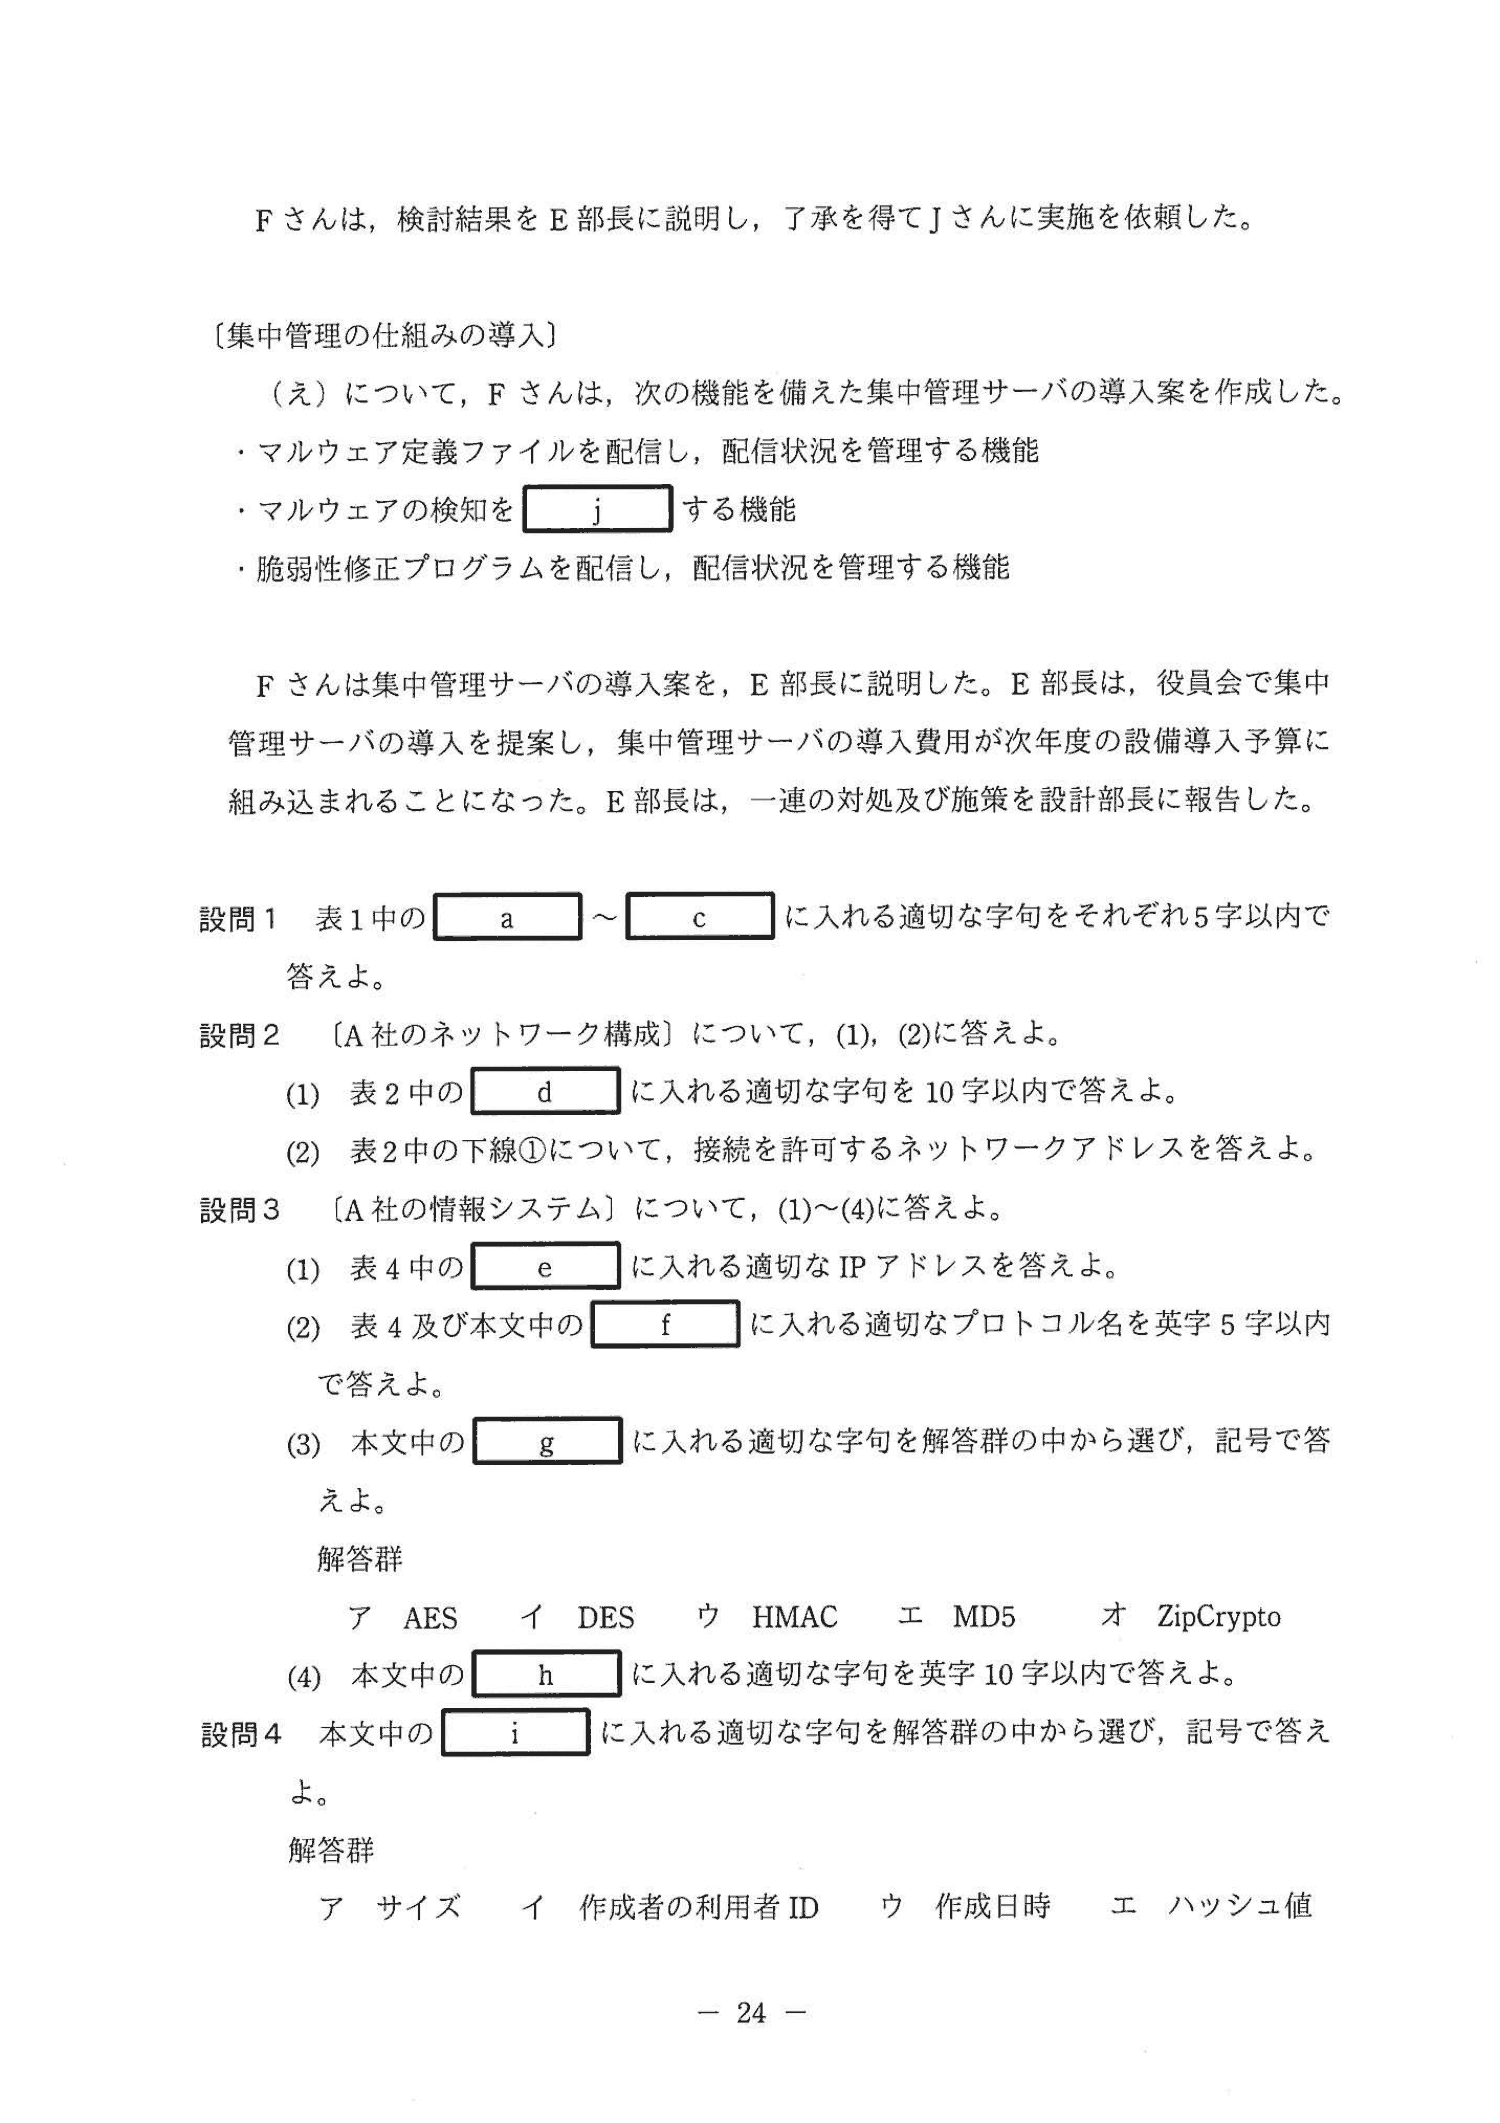 Fさんは，検討結果をE部長に説明し，了承を得てJさんに実施を依頼した。
〔集中管理の仕組みの導入〕
（え）について，Fさんは，次の機能を備えた集中管理サーバの導入案を作成した。
・マルウェア定義ファイルを配信し，配信状況を管理する機能
・マルウェアの検知を j する機能
・脆弱性修正プログラムを配信し，配信状況を管理する機能
Fさんは集中管理サーバの導入案を，E部長に説明した。E部長は，役員会で集中
管理サーバの導入を提案し，集中管理サーバの導入費用が次年度の設備導入予算に
組み込まれることになった。E部長は，一連の対処及び施策を設計部長に報告した。
設問1 表1中の a ～ c に入れる適切な字句をそれぞれ5字以内で
答えよ。
設問2 〔A社のネットワーク構成〕について，(1)，(2)に答えよ。
(1) 表2中の d に入れる適切な字句を10字以内で答えよ。
(2) 表2中の下線①について，接続を許可するネットワークアドレスを答えよ。
設問3 〔A社の情報システム〕について，(1)～(4)に答えよ。
(1) 表4中の e に入れる適切なIPアドレスを答えよ。
(2) 表4及び本文中の f に入れる適切なプロトコル名を英字5字以内
で答えよ。
(3) 本文中の g に入れる適切な字句を解答群の中から選び，記号で答
えよ。
解答群
ア AES イ DES ウ HMAC エ MD5 オ ZipCrypto
(4) 本文中の h に入れる適切な字句を英字10字以内で答えよ。
設問4 本文中の i に入れる適切な字句を解答群の中から選び，記号で答え
よ。
解答群
ア サイズ イ 作成者の利用者ID ウ 作成日時 エ ハッシュ値
－ 24 －